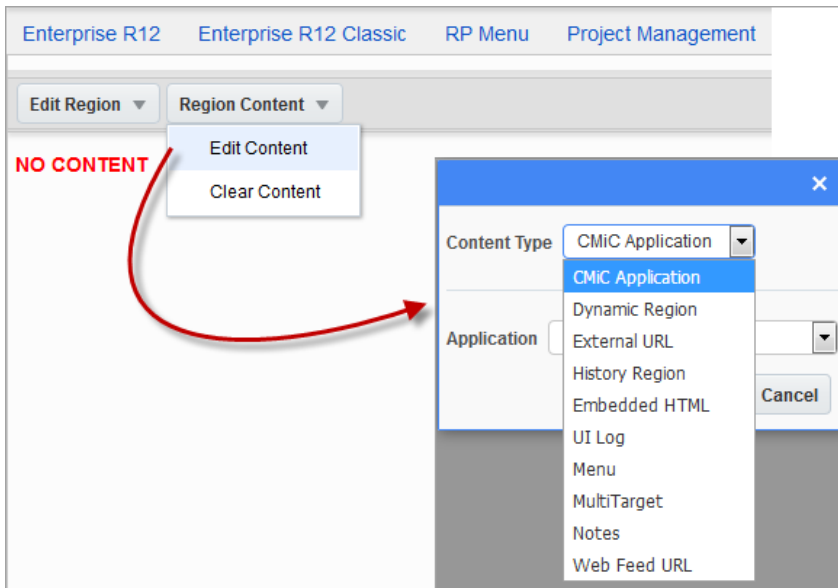 Enterprise R12 Enterprise R12 Classic RP Menu Project Management
Edit Region Region Content
Edit Content
Clear Content
NO CONTENT
Content Type CMiC Application
CMiC Application
Dynamic Region
External URL
History Region
Embedded HTML
UI Log
Menu
MultiTarget
Notes
Web Feed URL
Application
Cancel